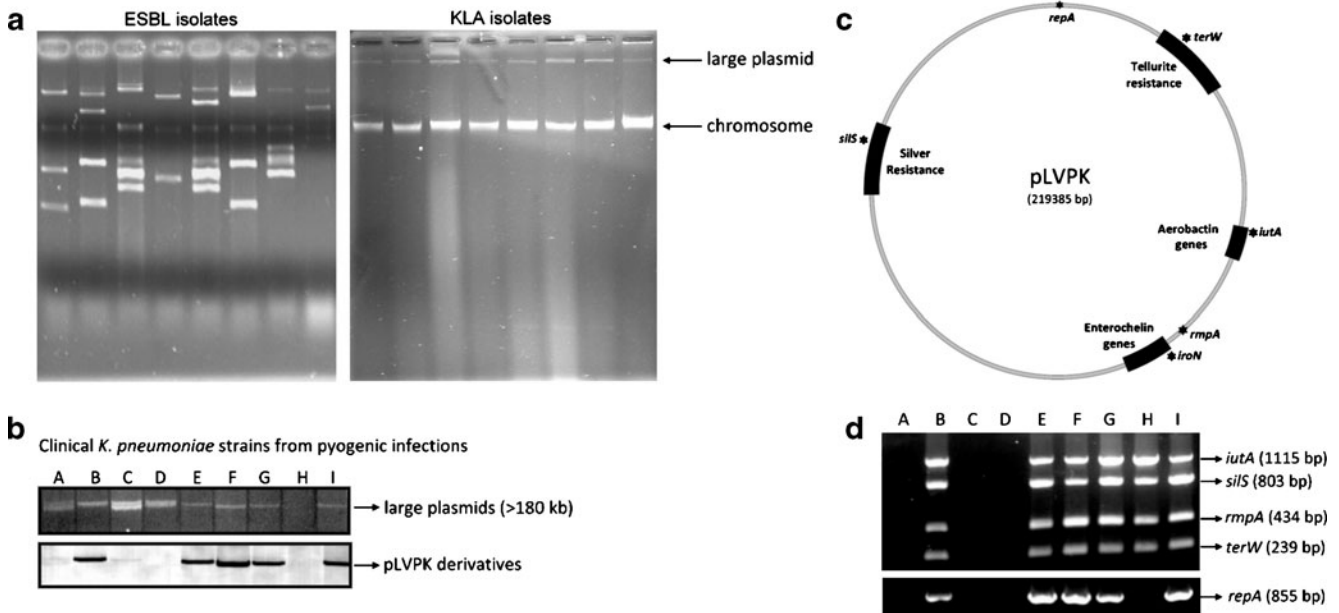 a
ESBL isolates
KLA isolates
large plasmid
chromosome
b
Clinical K. pneumoniae strains from pyogenic infections
A B C D E F G H I
large plasmids (>180 kb)
pLVPK derivatives
c
repA
*terW
Tellurite
resistance
silS*
Silver
Resistance
pLVPK
(219385 bp)
Aerobactin
genes
*iutA
Enterochelin
genes
*rmpA
*iroN
d
A B C D E F G H I
iutA (1115 bp)
silS (803 bp)
rmpA (434 bp)
terW (239 bp)
repA (855 bp)